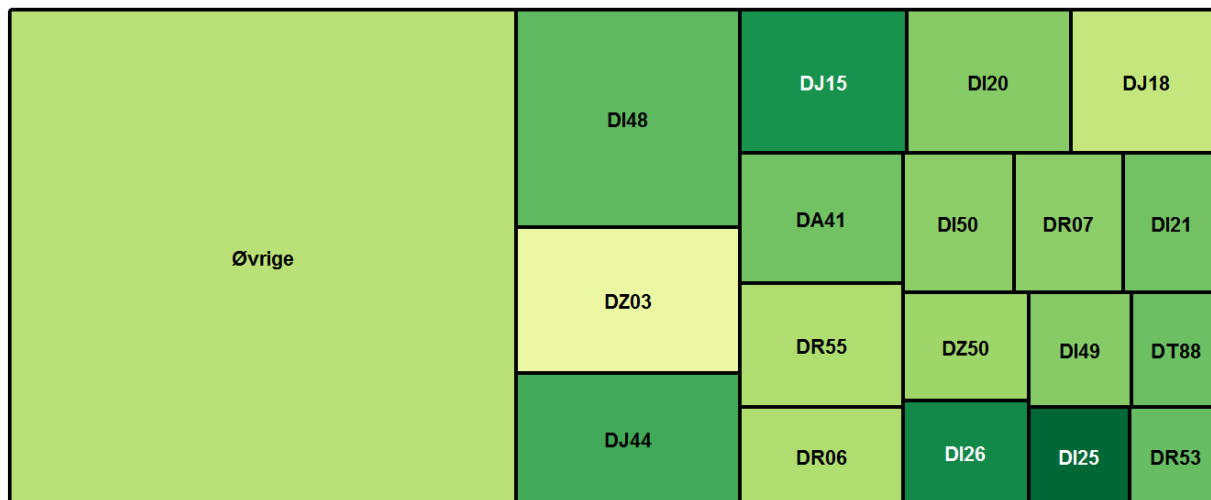 Øvrige
DI48
DZ03
DJ44
DJ15
DI20
DJ18
DA41
DI50
DR07
DI21
DR55
DZ50
DI49
DT88
DR06
DI26
DI25
DR53